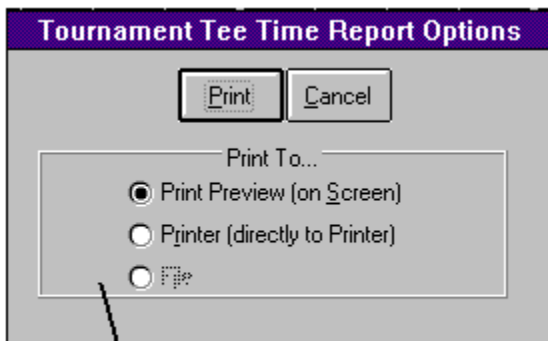 Tournament Tee Time Report Options
Print Cancel
Print To...
Print Preview (on Screen)
Printer (directly to Printer)
File